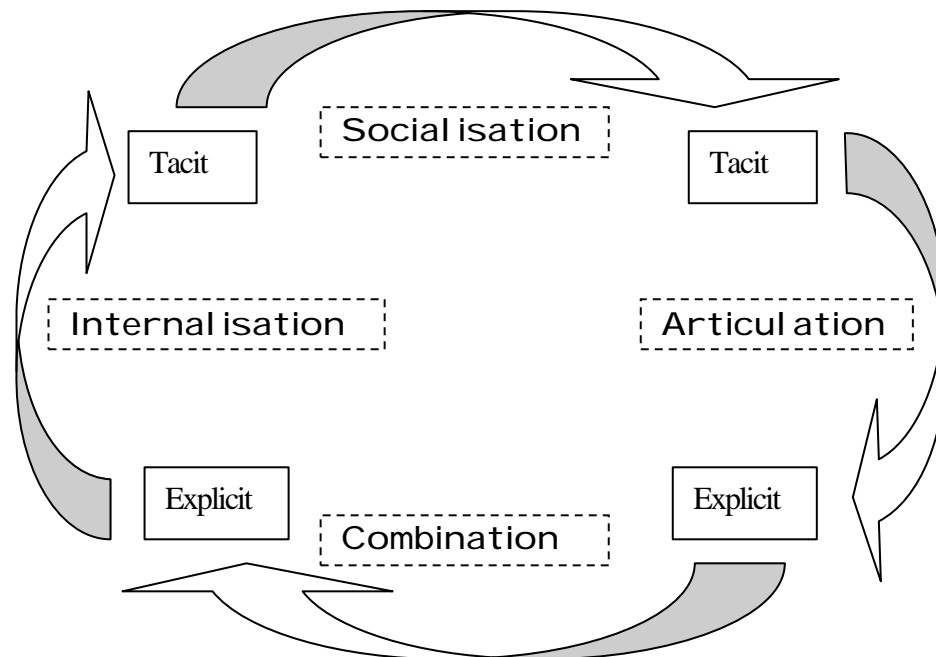 Socialisation
Tacit
Tacit
Internalisation
Articulation
Explicit
Explicit
Combination